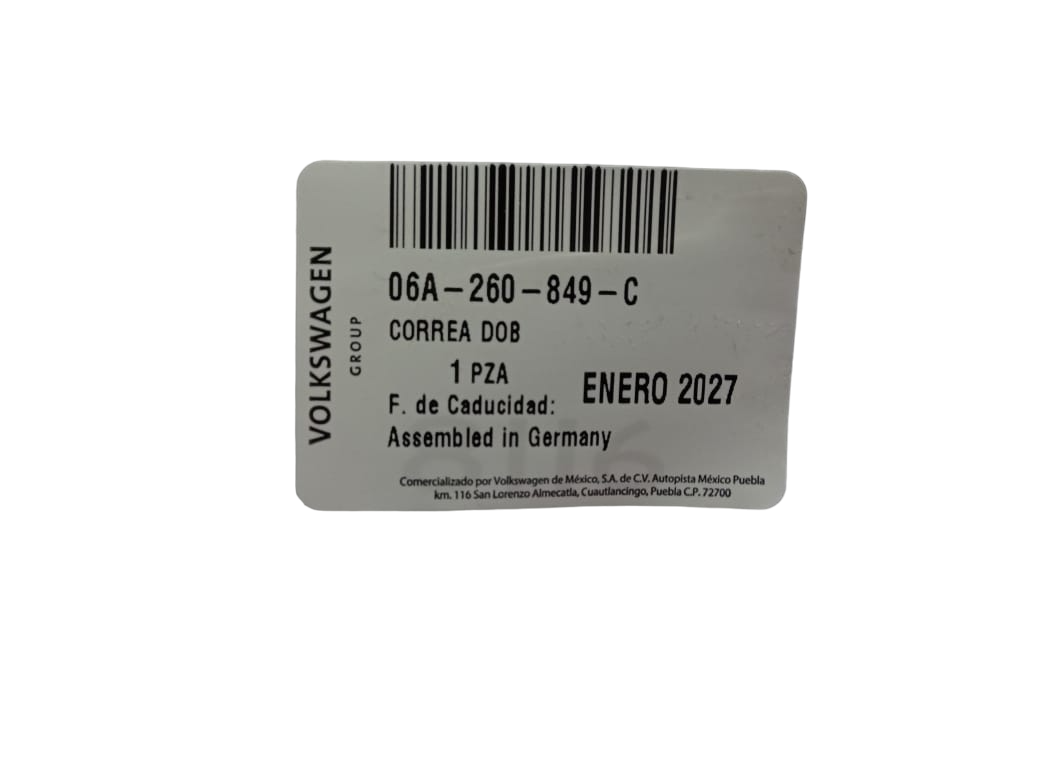 VOLKSWAGEN
GROUP
06A-260-849-C
CORREA DOB
1 PZA
F. de Caducidad:
ENERO 2027
Assembled in Germany
Comercializado por Volkswagen de México, S.A. de C.V. Autopista México Puebla
km. 116 San Lorenzo Almecatla, Cuautlancingo, Puebla C.P. 72700